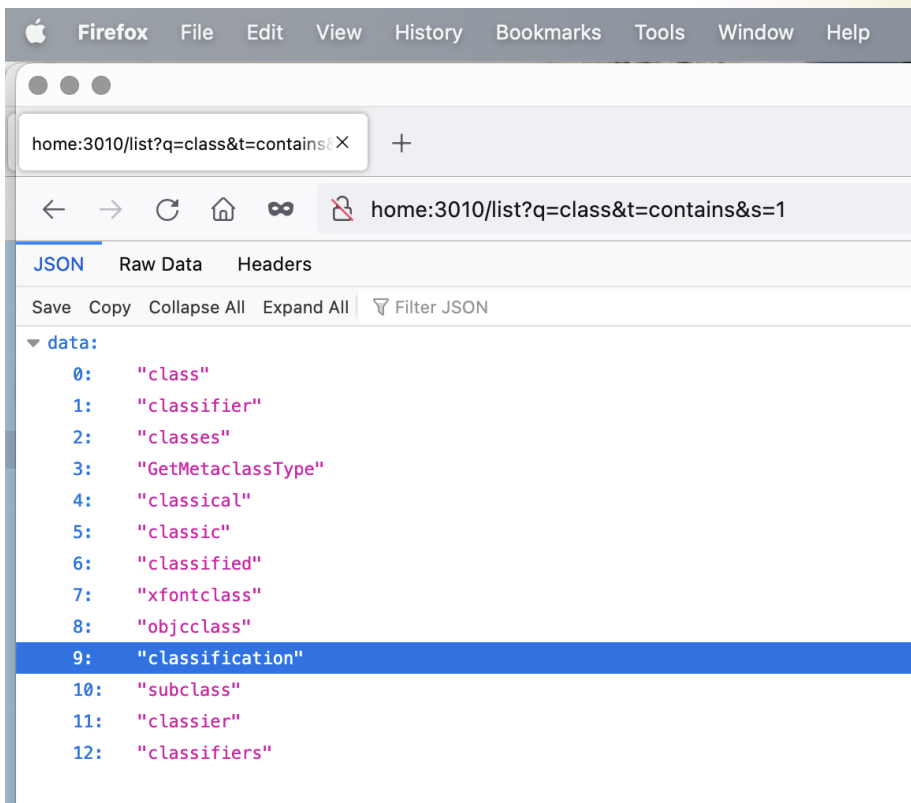 Firefox File Edit View History Bookmarks Tools Window Help
home:3010/list?q=class&t=contains&
home:3010/list?q=class&t=contains&s=1
JSON Raw Data Headers
Save Copy Collapse All Expand All Filter JSON
data:
0: "class"
1: "classifier"
2: "classes"
3: "GetMetaclassType"
4: "classical"
5: "classic"
6: "classified"
7: "xfontclass"
8: "objcclass"
9: "classification"
10: "subclass"
11: "classier"
12: "classifiers"